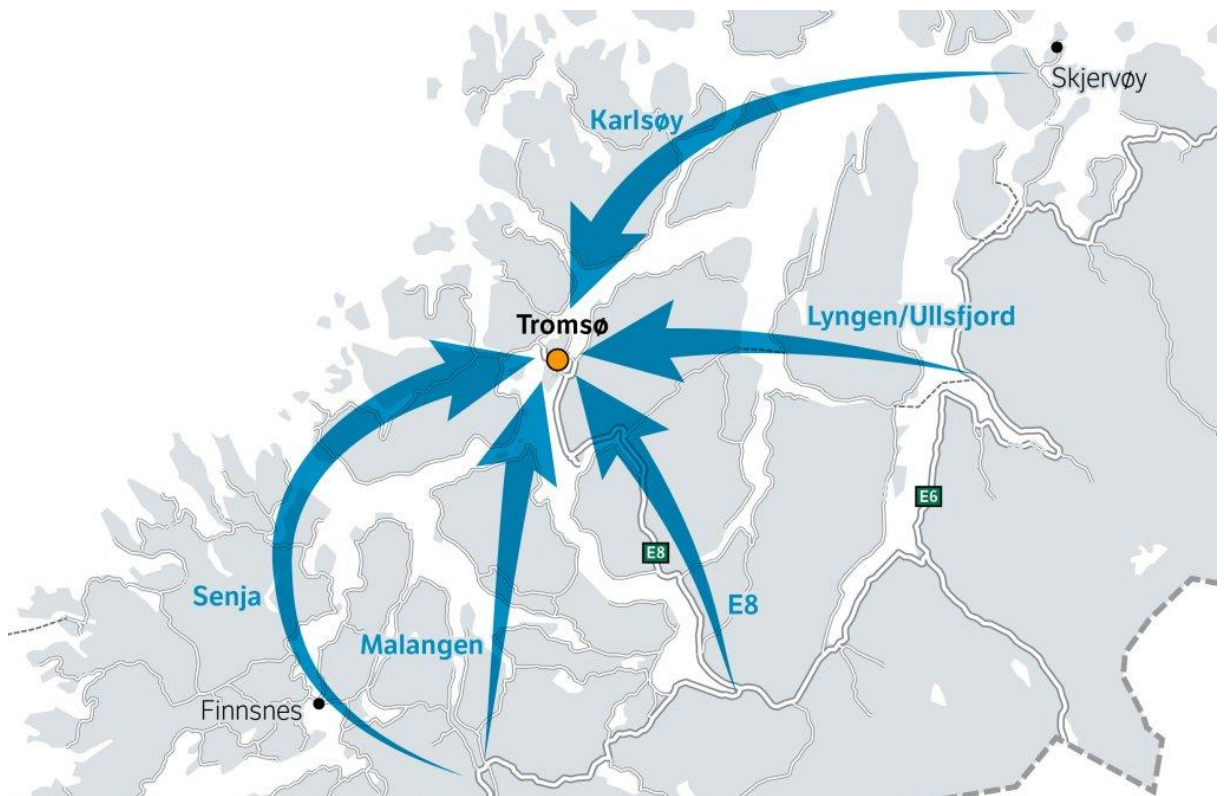 Skjervøy
Karlsøy
Lyngen/Ullsfjord
Tromsø
E6
E8
Senja
E8
Malangen
Finnsnes